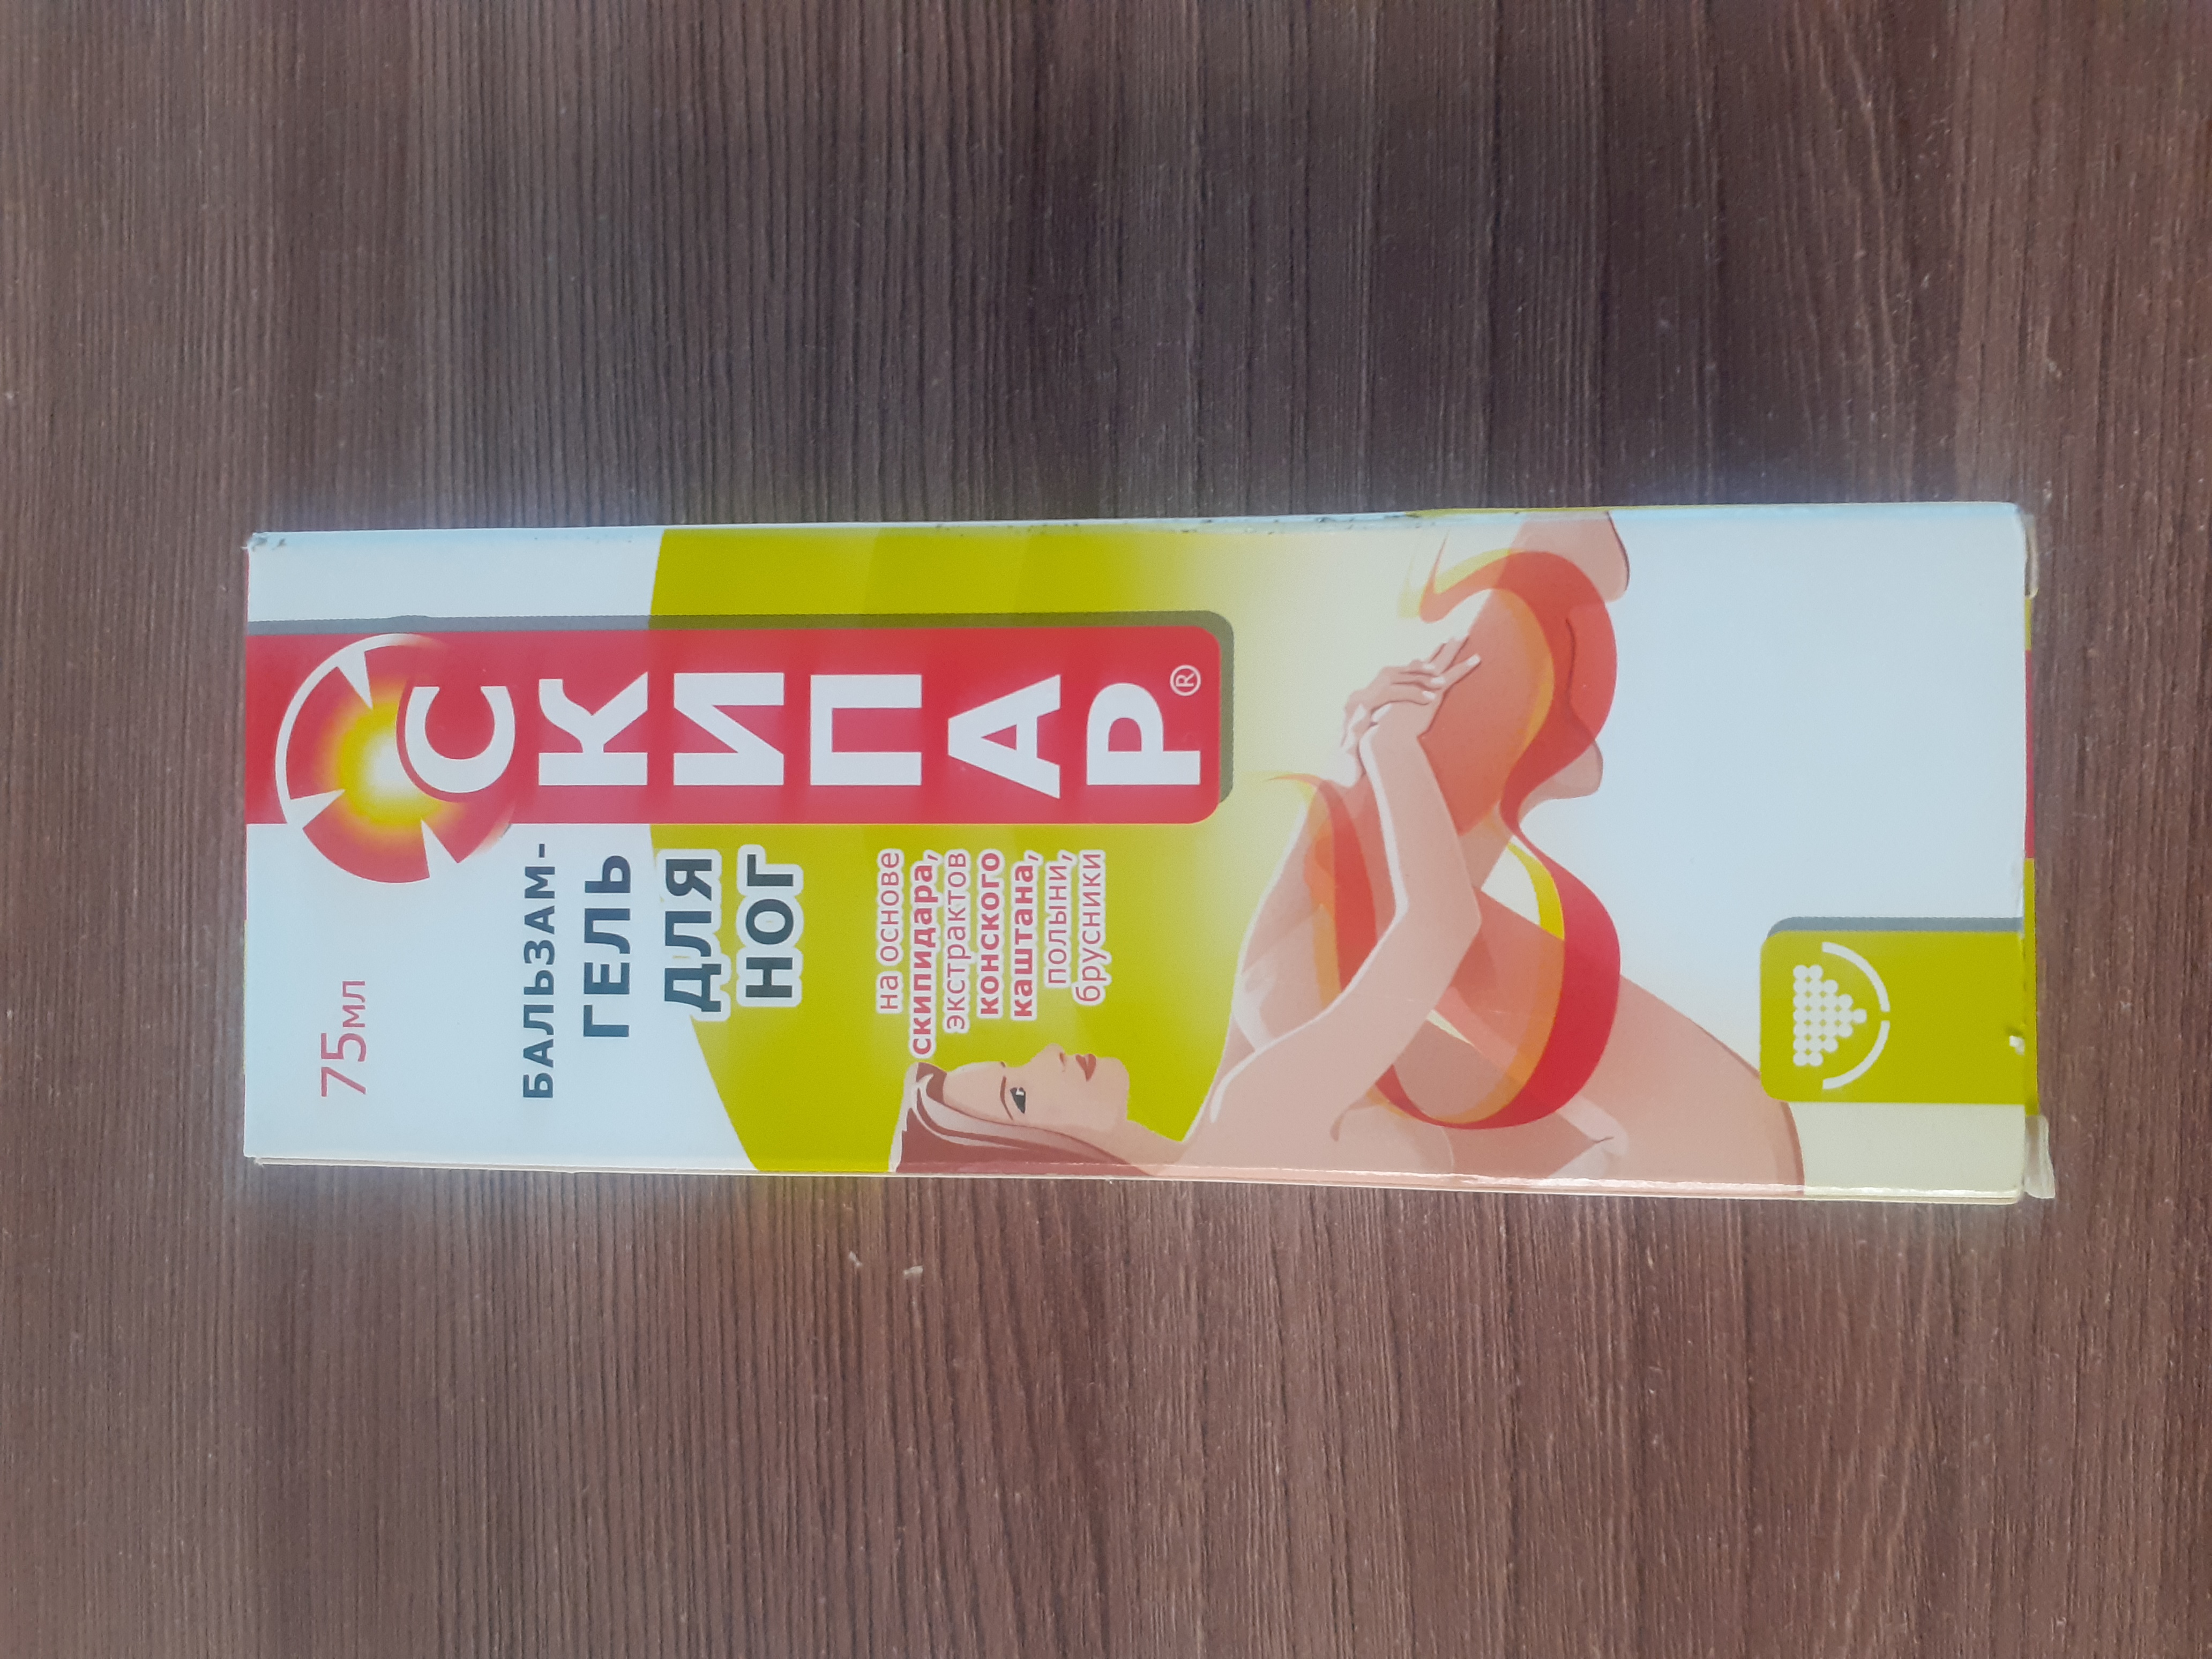 75мл
СКИПАР®
БАЛЬЗАМ-
ГЕЛЬ
ДЛЯ
НОГ
на основе
скипидара,
экстрактов
конского
каштана,
полыни,
брусники